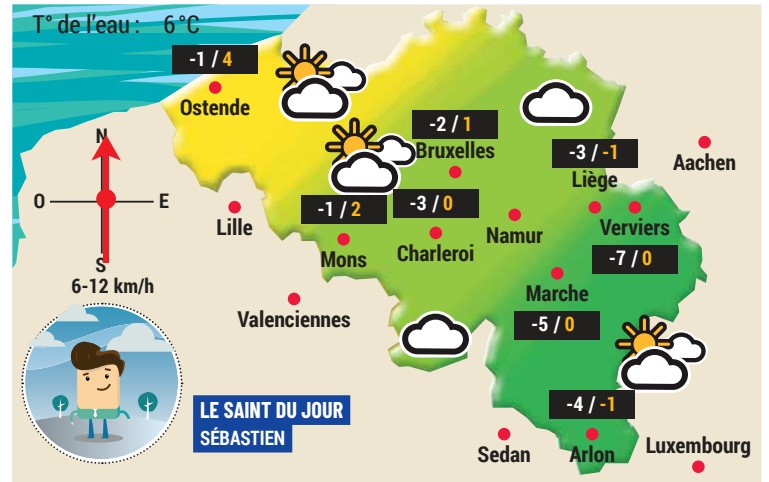 T° de l'eau : 6 °C
-1 / 4
Ostende
-2 / 1
Bruxelles
-3 / -1
Liège
Aachen
N
O
E
S
6-12 km/h
Lille
-1 / 2
Mons
-3 / 0
Charleroi
Namur
Verviers
-7 / 0
Marche
-5 / 0
Valenciennes
-4 / -1
Arlon
Sedan
Luxembourg
LE SAINT DU JOUR
SÉBASTIEN